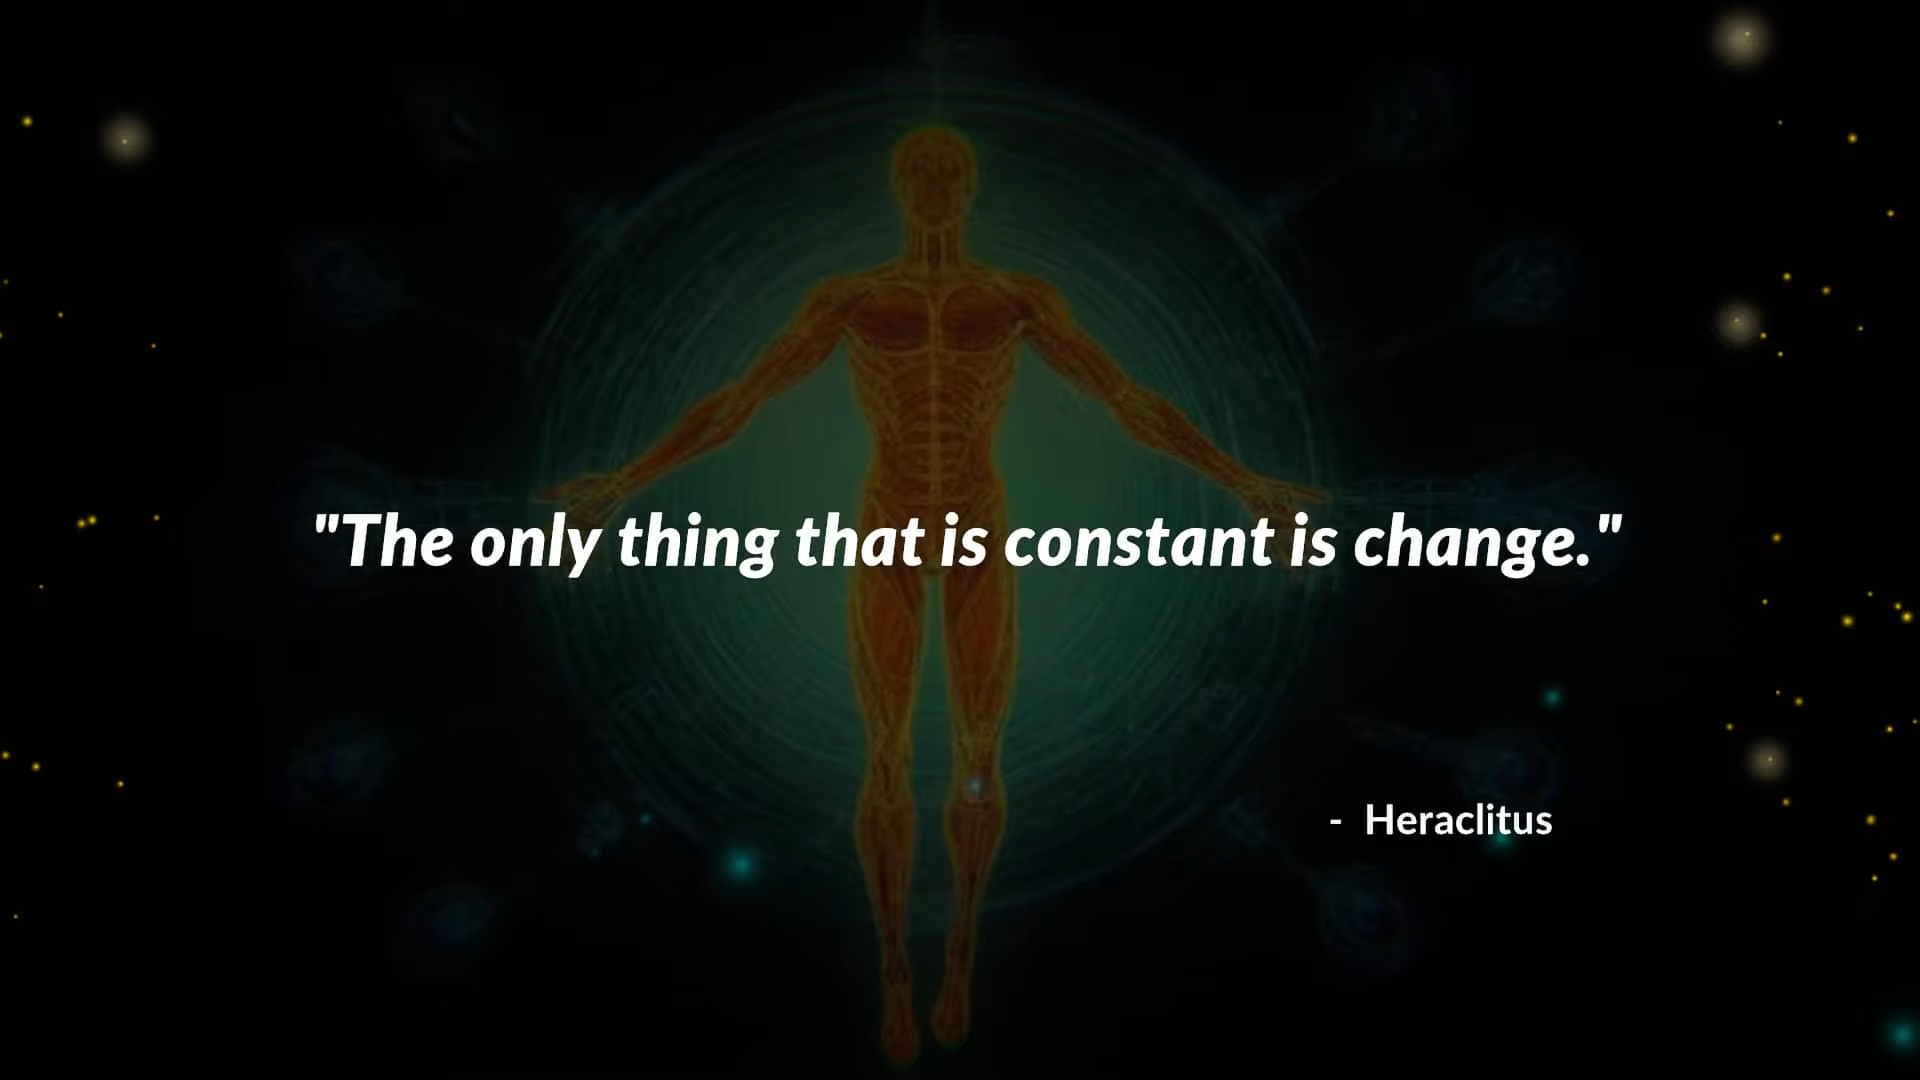 "The only thing that is constant is change."
- Heraclitus